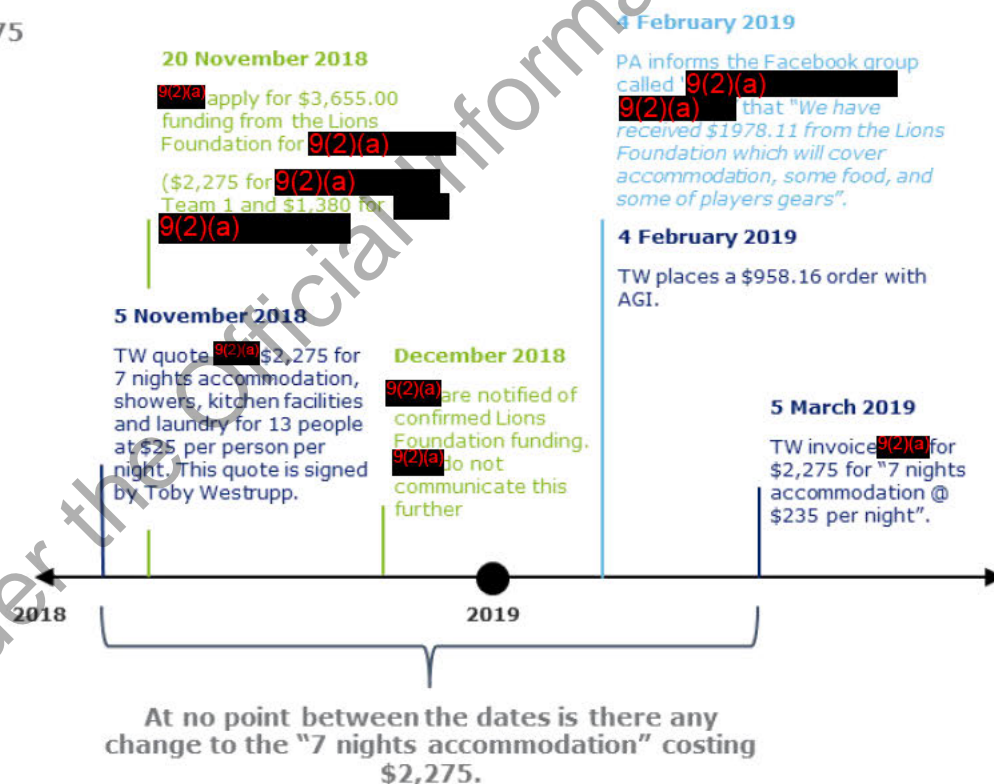 75
20 November 2018
9(2)(a) apply for $3,655.00
funding from the Lions
Foundation for 9(2)(a)
($2,275 for 9(2)(a)
Team 1 and $1,380 for
9(2)(a)
5 November 2018
TW quote 9(2)(a) $2,275 for
7 nights accommodation,
showers, kitchen facilities
and laundry for 13 people
at $25 per person per
night. This quote is signed
by Toby Westrupp.
December 2018
9(2)(a) are notified of
confirmed Lions
Foundation funding.
9(2)(a) do not
communicate this
further
4 February 2019
PA informs the Facebook group
called '9(2)(a)
9(2)(a) that "We have
received $1978.11 from the Lions
Foundation which will cover
accommodation, some food, and
some of players gears".
4 February 2019
TW places a $958.16 order with
AGI.
5 March 2019
TW invoice 9(2)(a) for
$2,275 for "7 nights
accommodation @
$235 per night".
2018
2019
At no point between the dates is there any
change to the "7 nights accommodation" costing
$2,275.
the Official